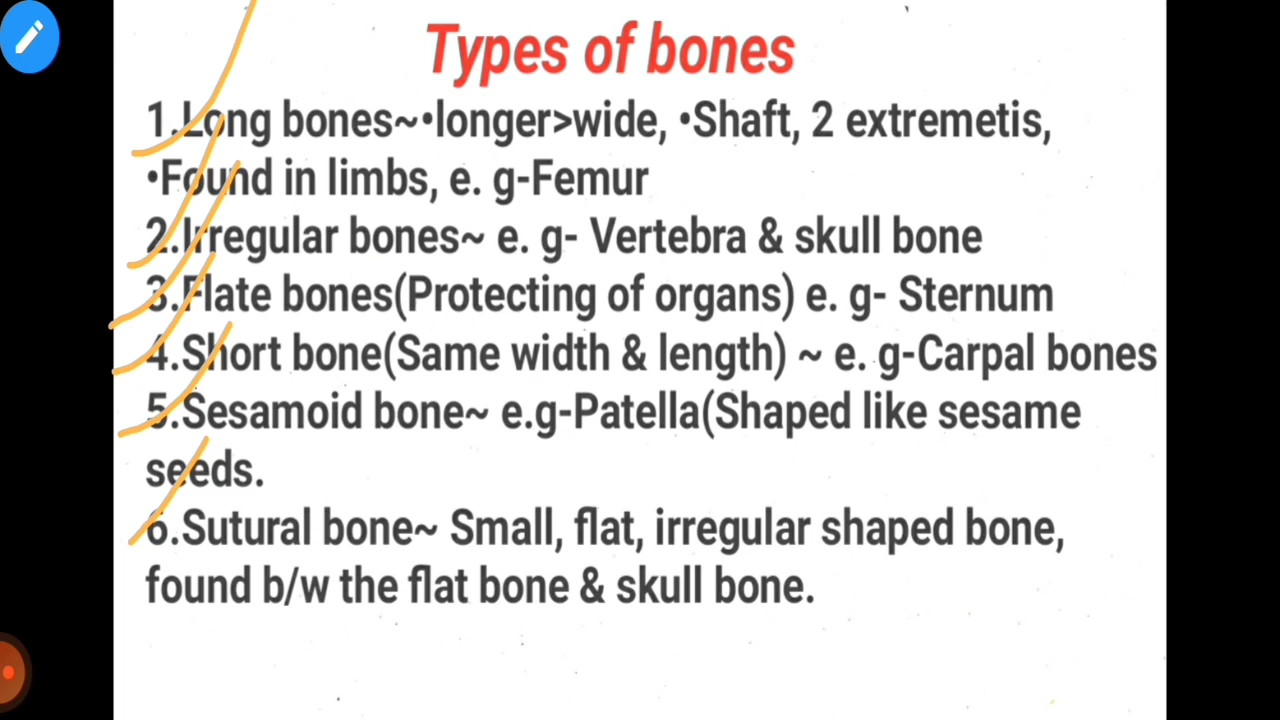 Types of bones
1.Long bones~•longer>wide, •Shaft, 2 extremetis,
•Found in limbs, e. g-Femur
2.Irregular bones~ e. g- Vertebra & skull bone
3.Flate bones(Protecting of organs) e. g- Sternum
4.Short bone(Same width & length) ~ e. g-Carpal bones
5.Sesamoid bone~ e.g-Patella(Shaped like sesame
seeds.
6.Sutural bone~ Small, flat, irregular shaped bone,
found b/w the flat bone & skull bone.